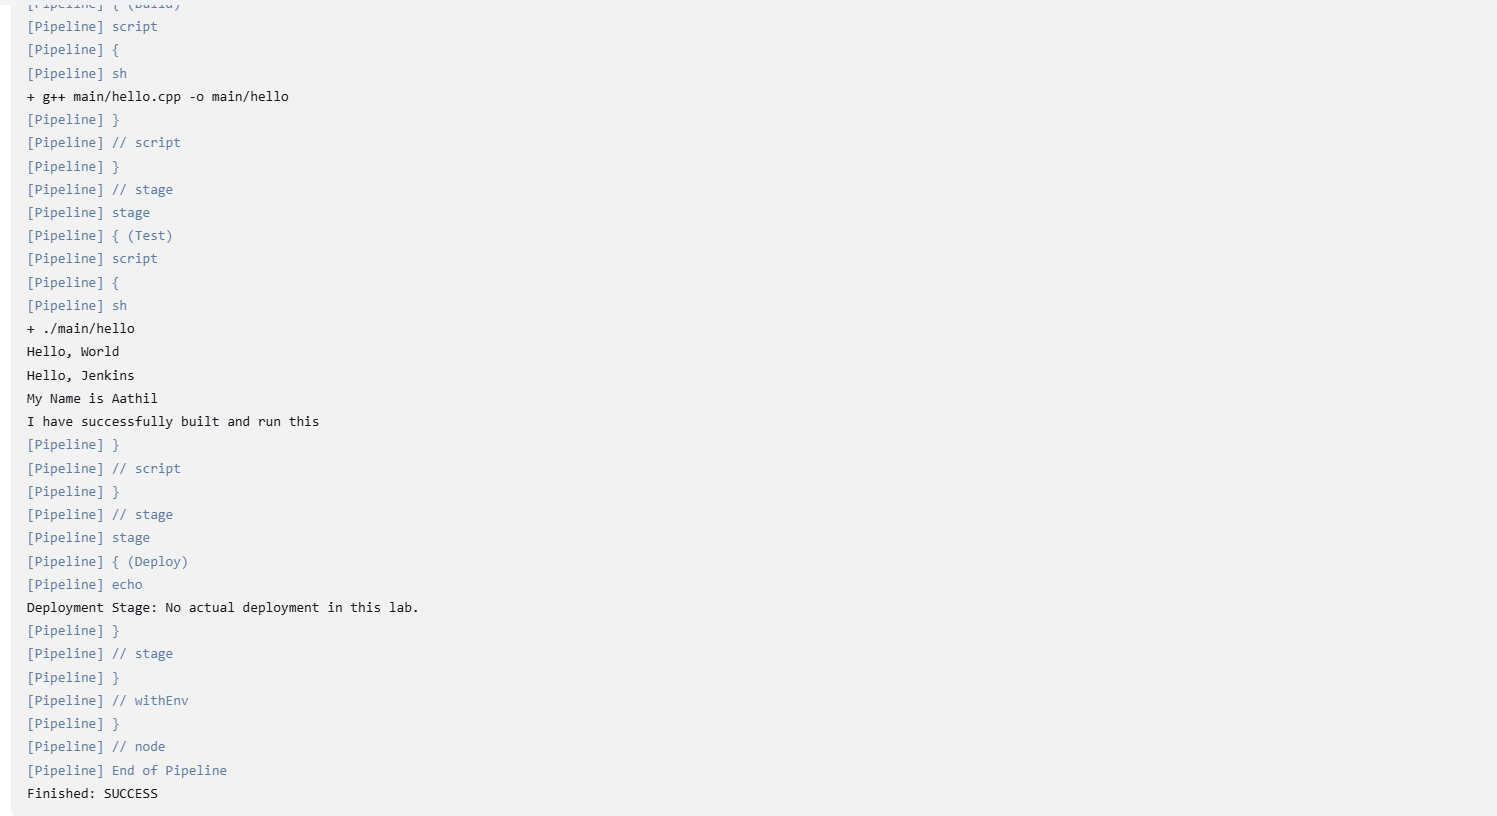 [Pipeline] { (Build)
[Pipeline] script
[Pipeline] {
[Pipeline] sh
+ g++ main/hello.cpp -o main/hello
[Pipeline] }
[Pipeline] // script
[Pipeline] }
[Pipeline] // stage
[Pipeline] stage
[Pipeline] { (Test)
[Pipeline] script
[Pipeline] {
[Pipeline] sh
+ ./main/hello
Hello, World
Hello, Jenkins
My Name is Aathil
I have successfully built and run this
[Pipeline] }
[Pipeline] // script
[Pipeline] }
[Pipeline] // stage
[Pipeline] stage
[Pipeline] { (Deploy)
[Pipeline] echo
Deployment Stage: No actual deployment in this lab.
[Pipeline] }
[Pipeline] // stage
[Pipeline] }
[Pipeline] // withEnv
[Pipeline] }
[Pipeline] // node
[Pipeline] End of Pipeline
Finished: SUCCESS